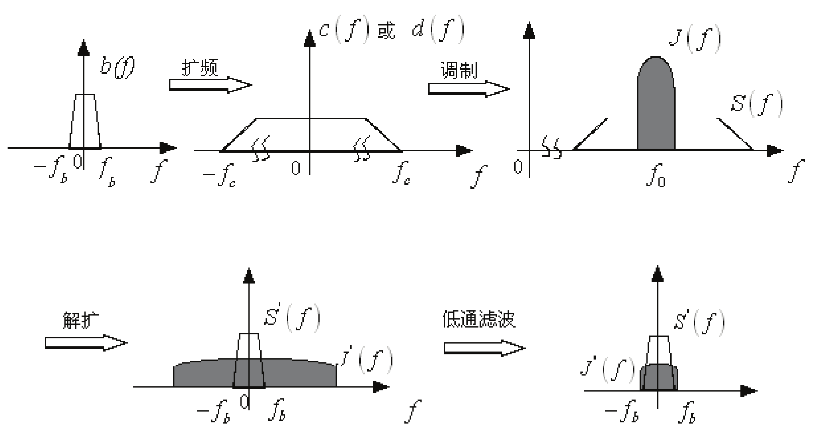 b(f)
扩频
c(f)或 d(f)
调制
J(f)
S(f)
-f_b 0 f_b f
-f_c 0 f_c f
0 f_0 f
解扩
S'(f)
J'(f)
低通滤波
S'(f)
J'(f)
-f_b 0 f_b f
-f_b f_b